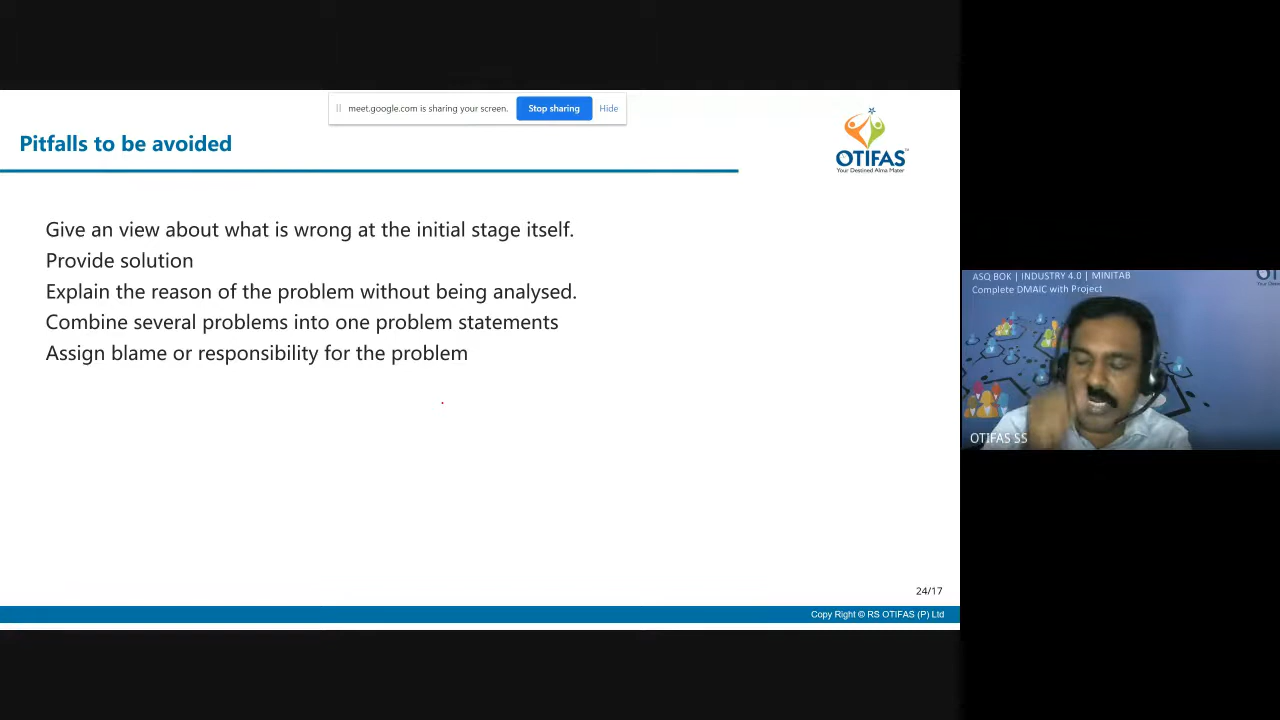 meet.google.com is sharing your screen.
Stop sharing
Hide
Pitfalls to be avoided
OTIFAS™
Your Destined Alma Mater
Give an view about what is wrong at the initial stage itself.
Provide solution
Explain the reason of the problem without being analysed.
Combine several problems into one problem statements
Assign blame or responsibility for the problem
ASQ BOK | INDUSTRY 4.0 | MINITAB
Complete DMAIC with Project
OTIFAS SS
24/17
Copy Right © RS OTIFAS (P) Ltd